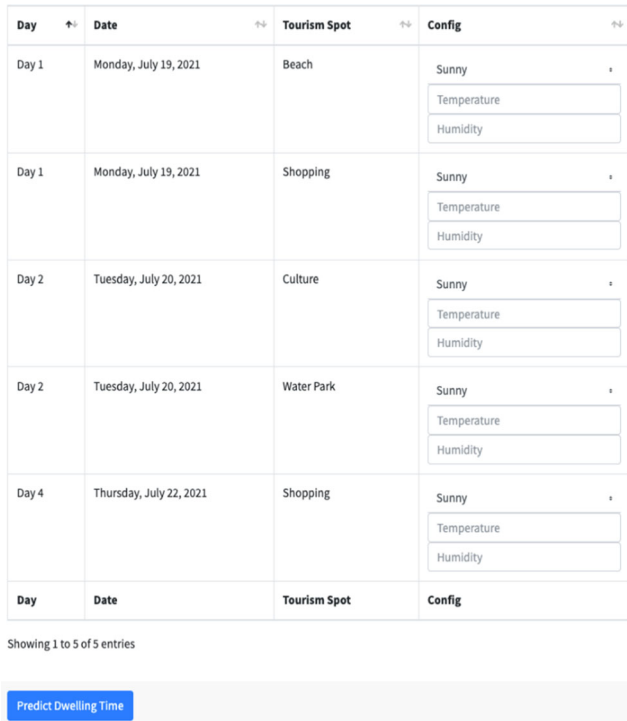 Day Date Tourism Spot Config
Day 1 Monday, July 19, 2021 Beach Sunny
Temperature
Humidity
Day 1 Monday, July 19, 2021 Shopping Sunny
Temperature
Humidity
Day 2 Tuesday, July 20, 2021 Culture Sunny
Temperature
Humidity
Day 2 Tuesday, July 20, 2021 Water Park Sunny
Temperature
Humidity
Day 4 Thursday, July 22, 2021 Shopping Sunny
Temperature
Humidity
Day Date Tourism Spot Config
Showing 1 to 5 of 5 entries
Predict Dwelling Time